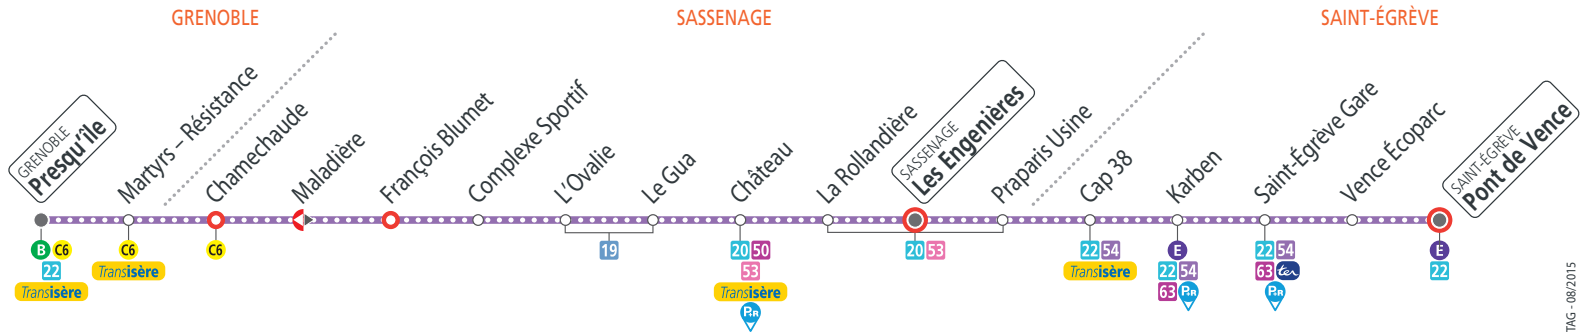 GRENOBLE
SASSENAGE
SAINT-ÉGRÈVE
GRENOBLE
Presqu'île
Martyrs – Résistance
Chamechaude
Maladière
François Blumet
Complexe Sportif
L'Ovalie
Le Gua
Château
La Rollandière
SASSENAGE
Les Engenières
Praparis Usine
Cap 38
Karben
Saint-Égrève Gare
Vence Écoparc
SAINT-ÉGRÈVE
Pont de Vence
B C6
22
Transisère
C6
Transisère
C6
19
20 50
53
Transisère
P+R
20 53
22 54
Transisère
E
22 54
63 P+R
22 54
63 ter
P+R
E
22
TAG - 08/2015